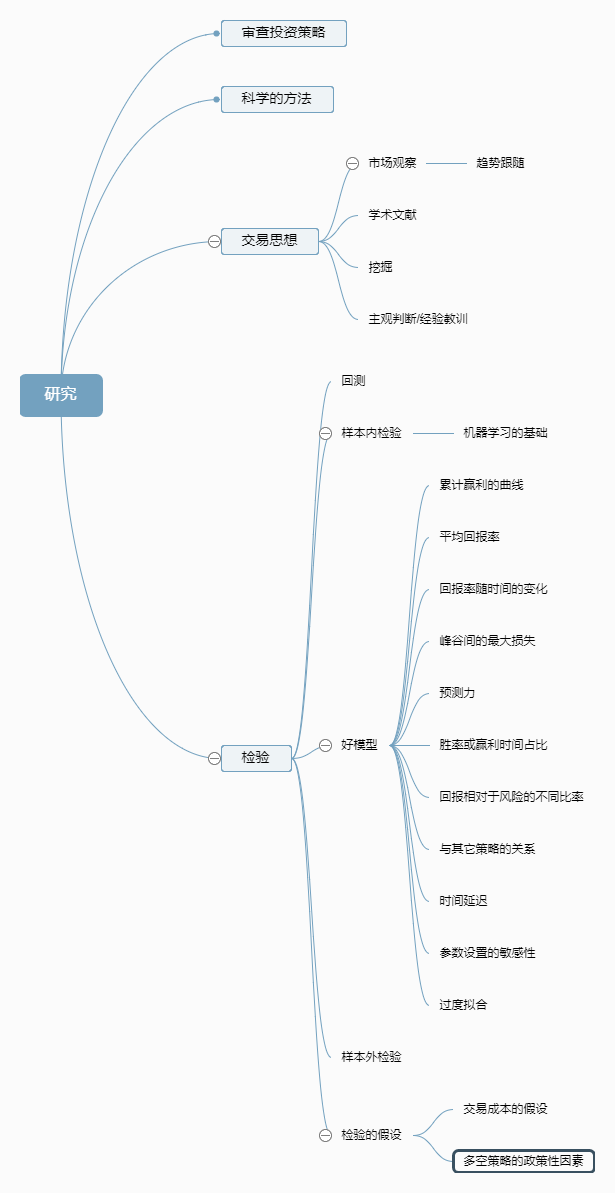 审查投资策略
科学的方法
市场观察
趋势跟随
学术文献
交易思想
挖掘
主观判断/经验教训
研究
回测
样本内检验
机器学习的基础
累计赢利的曲线
平均回报率
回报率随时间的变化
峰谷间的最大损失
预测力
好模型
胜率或赢利时间占比
检验
回报相对于风险的不同比率
与其它策略的关系
时间延迟
参数设置的敏感性
过度拟合
样本外检验
交易成本的假设
检验的假设
多空策略的政策性因素